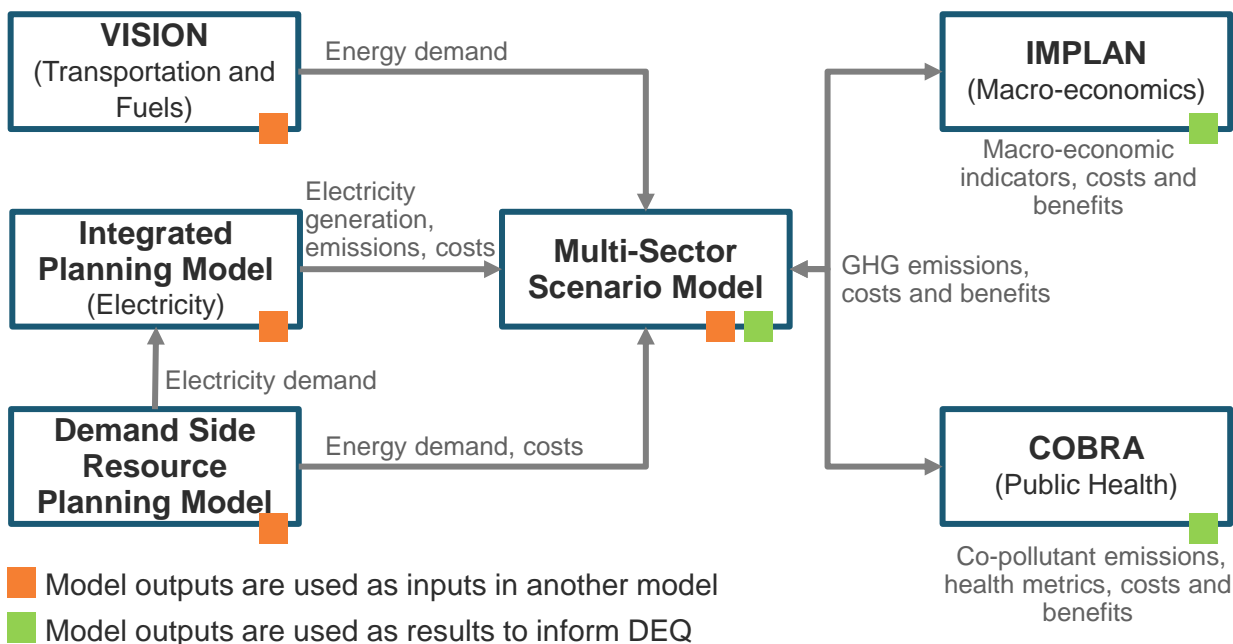 VISION
(Transportation and
Fuels)
Energy demand
IMPLAN
(Macro-economics)
Macro-economic
indicators, costs and
benefits
Integrated
Planning Model
(Electricity)
Electricity
generation,
emissions, costs
Multi-Sector
Scenario Model
GHG emissions,
costs and benefits
Electricity demand
Demand Side
Resource
Planning Model
Energy demand, costs
COBRA
(Public Health)
Co-pollutant emissions,
health metrics, costs and
benefits
Model outputs are used as inputs in another model
Model outputs are used as results to inform DEQ